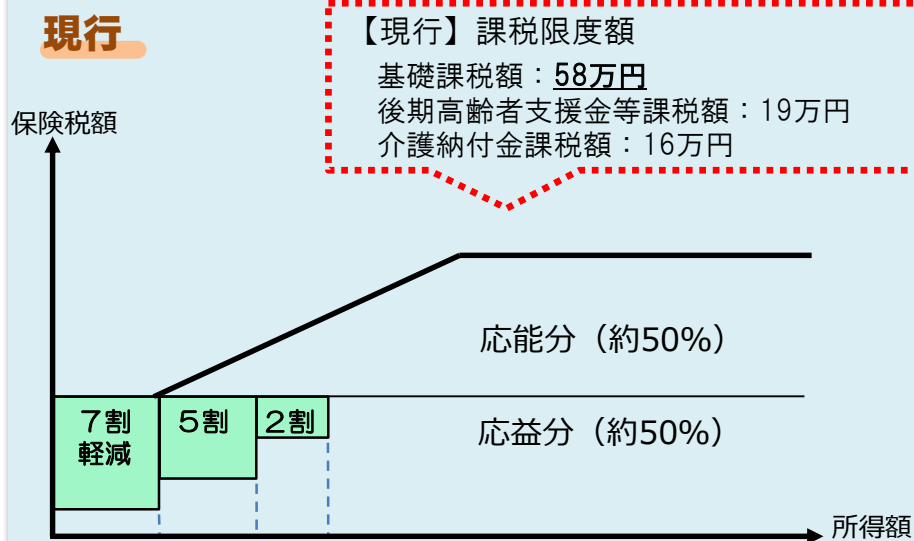 現行
【現行】課税限度額
基礎課税額：58万円
後期高齢者支援金等課税額：19万円
介護納付金課税額：16万円
保険税額
応能分（約50%）
７割
軽減
５割
２割
応益分（約50%）
所得額